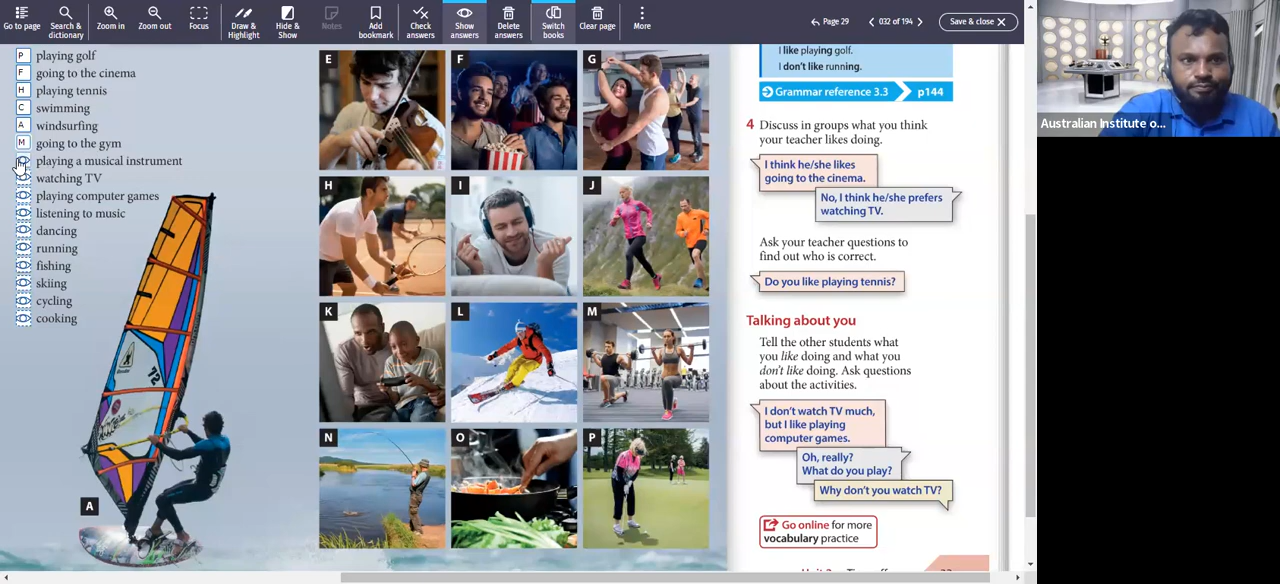 Go to page
Search & dictionary
Zoom in
Zoom out
Focus
Draw & Highlight
Hide & Show
Notes
Add bookmark
Check answers
Show answers
Delete answers
Switch books
Clear page
More
Page 29
032 of 194
Save & close
P playing golf
F going to the cinema
H playing tennis
C swimming
A windsurfing
M going to the gym
playing a musical instrument
watching TV
playing computer games
listening to music
dancing
running
fishing
skiing
cycling
cooking
A
E
F
G
H
I
J
K
L
M
N
O
P
I like playing golf.
I don't like running.
Grammar reference 3.3
p144
4 Discuss in groups what you think
your teacher likes doing.
I think he/she likes
going to the cinema.
No, I think he/she prefers
watching TV.
Ask your teacher questions to
find out who is correct.
Do you like playing tennis?
Talking about you
Tell the other students what
you like doing and what you
don't like doing. Ask questions
about the activities.
I don't watch TV much,
but I like playing
computer games.
Oh, really?
What do you play?
Why don't you watch TV?
Go online for more
vocabulary practice
Australian Institute o...